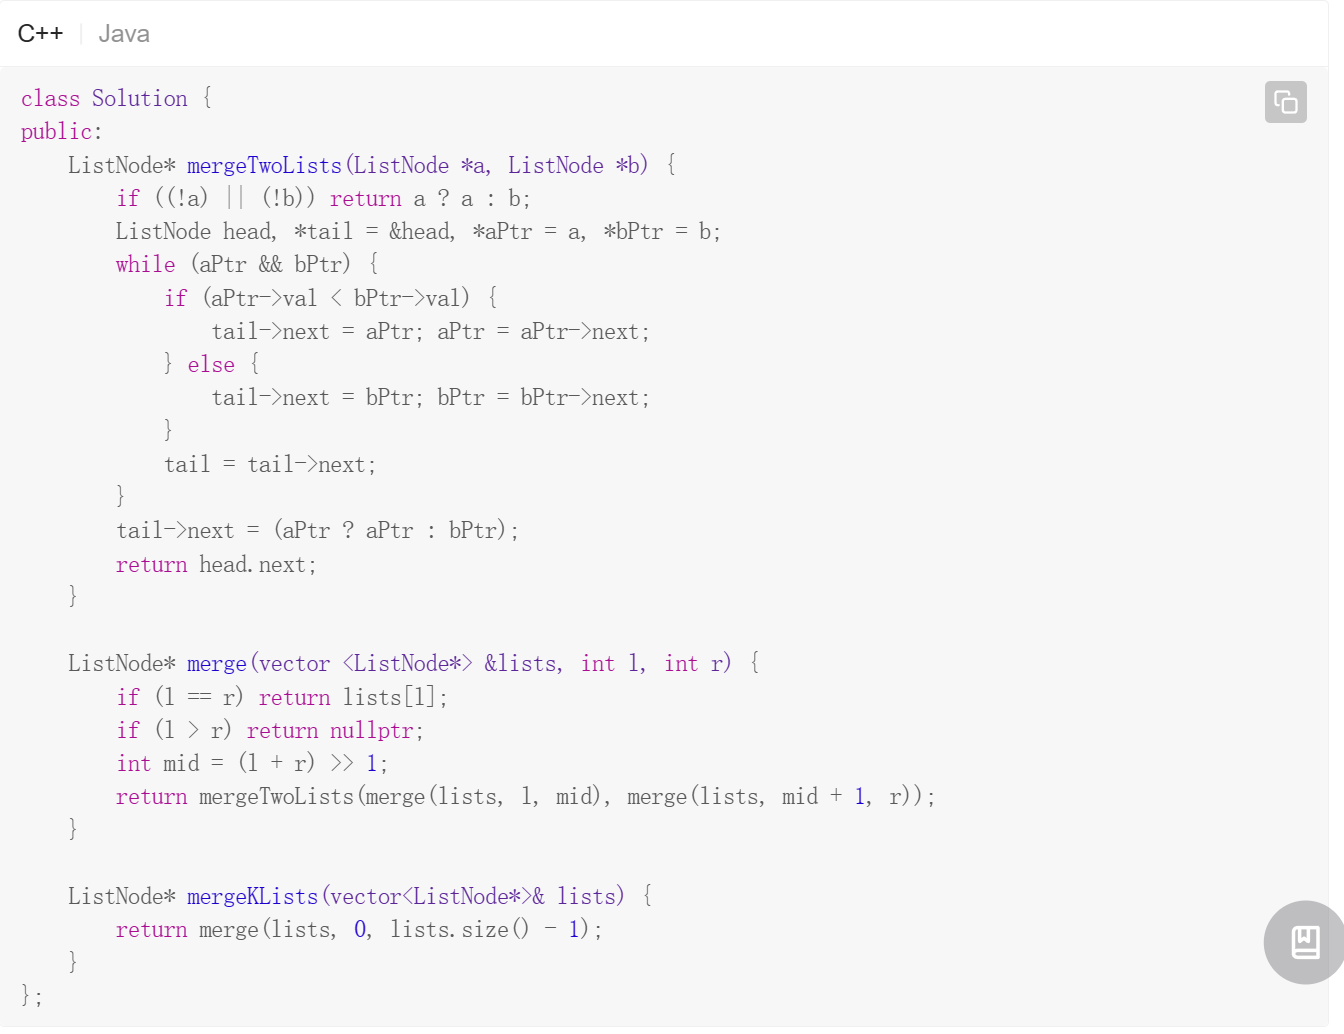 C++ Java
class Solution {
public:
    ListNode* mergeTwoLists(ListNode *a, ListNode *b) {
        if ((!a) || (!b)) return a ? a : b;
        ListNode head, *tail = &head, *aPtr = a, *bPtr = b;
        while (aPtr && bPtr) {
            if (aPtr->val < bPtr->val) {
                tail->next = aPtr; aPtr = aPtr->next;
            } else {
                tail->next = bPtr; bPtr = bPtr->next;
            }
            tail = tail->next;
        }
        tail->next = (aPtr ? aPtr : bPtr);
        return head.next;
    }

    ListNode* merge(vector <ListNode*> &lists, int l, int r) {
        if (l == r) return lists[l];
        if (l > r) return nullptr;
        int mid = (l + r) >> 1;
        return mergeTwoLists(merge(lists, l, mid), merge(lists, mid + 1, r));
    }

    ListNode* mergeKLists(vector<ListNode*>& lists) {
        return merge(lists, 0, lists.size() - 1);
    }
};